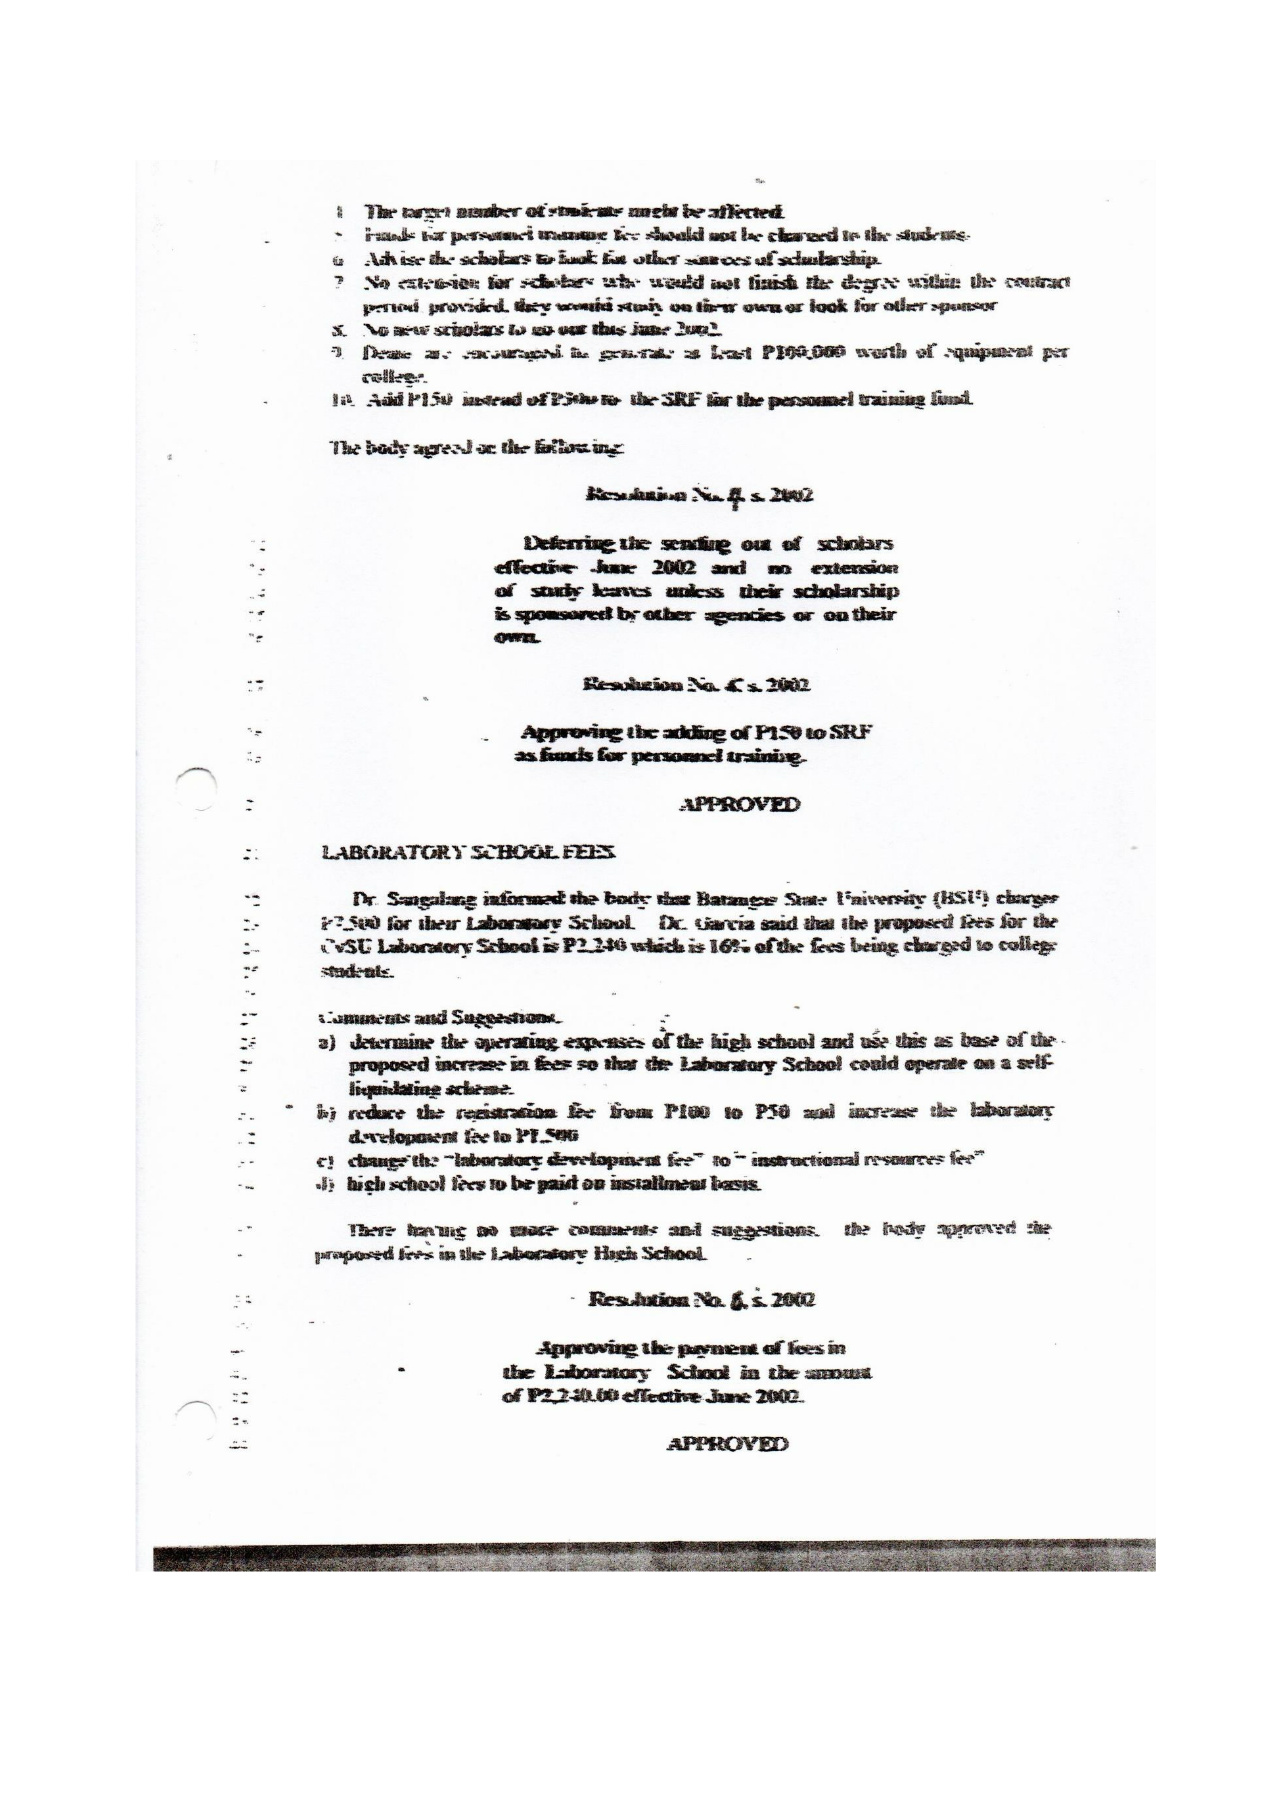 The target number of students might be affected.
Funds for personnel training fee should not be charged to the students.
6. Advise the scholars to look for other sources of scholarship.
7. No extension for scholars who would not finish the degree within the contract
period provided, they would study on their own or look for other sponsor
8. No new scholars to go out this June 2002.
9. Deans are encouraged to generate at least P100,000 worth of equipment per
college.
10. Add P150 instead of P300 to the SRF for the personnel training fund.
The body agreed on the following:
Resolution No. 4, s. 2002
Deferring the sending out of scholars
effective June 2002 and no extension
of study leaves unless their scholarship
is sponsored by other agencies or on their
own.
Resolution No. s. 2002
Approving the adding of P150 to SRF
as funds for personnel training.
APPROVED
LABORATORY SCHOOL FEES
Dr. Sangalang informed the body that Batangas State University (BSU) charges
for their Laboratory School. Dr. Garcia said that the proposed fees for the
CvSU Laboratory School is P2,240 which is 16% of the fees being charged to college
students.
Comments and Suggestions.
a) determine the operating expenses of the high school and use this as base of the
proposed increase in fees so that the Laboratory School could operate on a self-
liquidating scheme.
b) reduce the registration fee from P100 to P50 and increase the laboratory
development fee to P1,500
c) change the "laboratory development fee" to " instructional resources fee"
d) high school fees to be paid on installment basis.
There having no more comments and suggestions, the body approved the
proposed fees in the Laboratory High School.
Resolution No. 6, s. 2002
Approving the payment of fees in
the Laboratory School in the amount
of P2,240.00 effective June 2002.
APPROVED